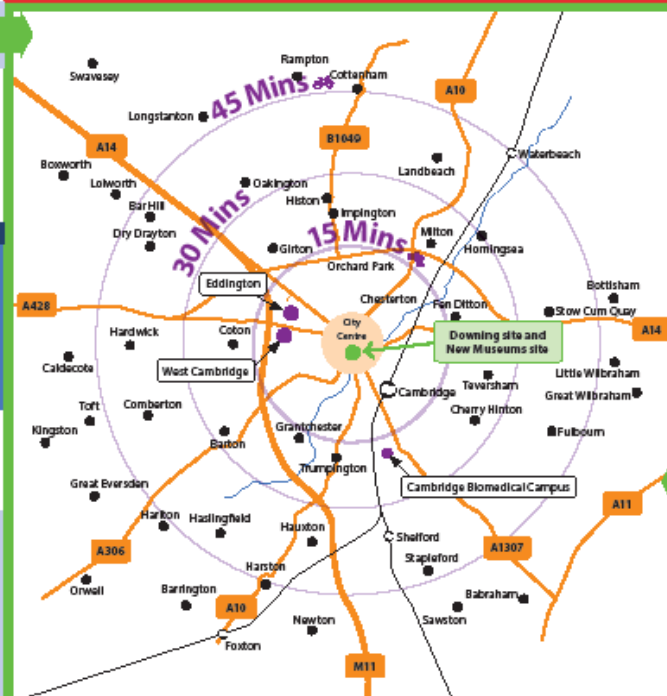 Rampton
Cottenham
Swavesey
45 Mins
A10
Longstanton
B1049
A14
Waterbeach
Boxworth
Landbeach
Lolworth
Oakington
Bar Hill
Histon
30 Mins
Impington
Dry Drayton
15 Mins
Milton
Horningsea
Girton
Orchard Park
Eddington
Bottisham
Chesterton
A428
Fen Ditton
Stow Cum Quay
City
Centre
A14
Hardwick
Coton
Downing site and
New Museums site
Caldecote
West Cambridge
Little Wilbraham
Teversham
Great Wilbraham
Cambridge
Toft
Comberton
Cherry Hinton
Kingston
Grantchester
Fulbourn
Barton
Trumpington
Great Eversden
Cambridge Biomedical Campus
A11
Harlton
Haslingfield
Hauxton
Shelford
A306
A1307
Stapleford
Harston
Orwell
Barrington
Babraham
A10
Newton
Sawston
Foxton
M11